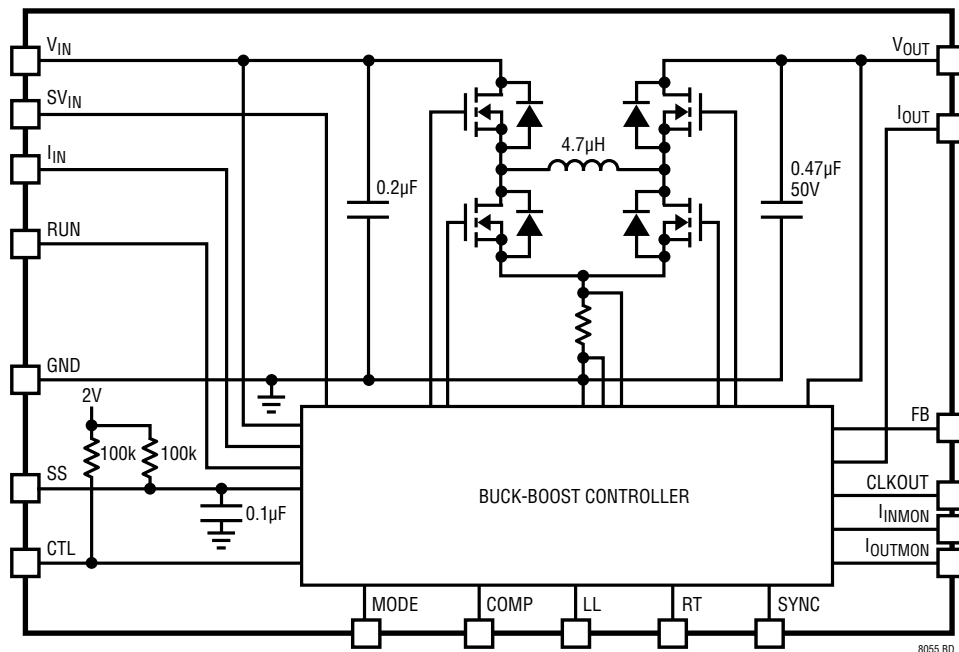 VIN
SVIN
IIN
RUN
GND
2V
100k
100k
SS
0.1µF
CTL
0.2µF
4.7µH
0.47µF
50V
VOUT
IOUT
FB
CLKOUT
IINMON
IOUTMON
BUCK-BOOST CONTROLLER
MODE
COMP
LL
RT
SYNC
8055 BD